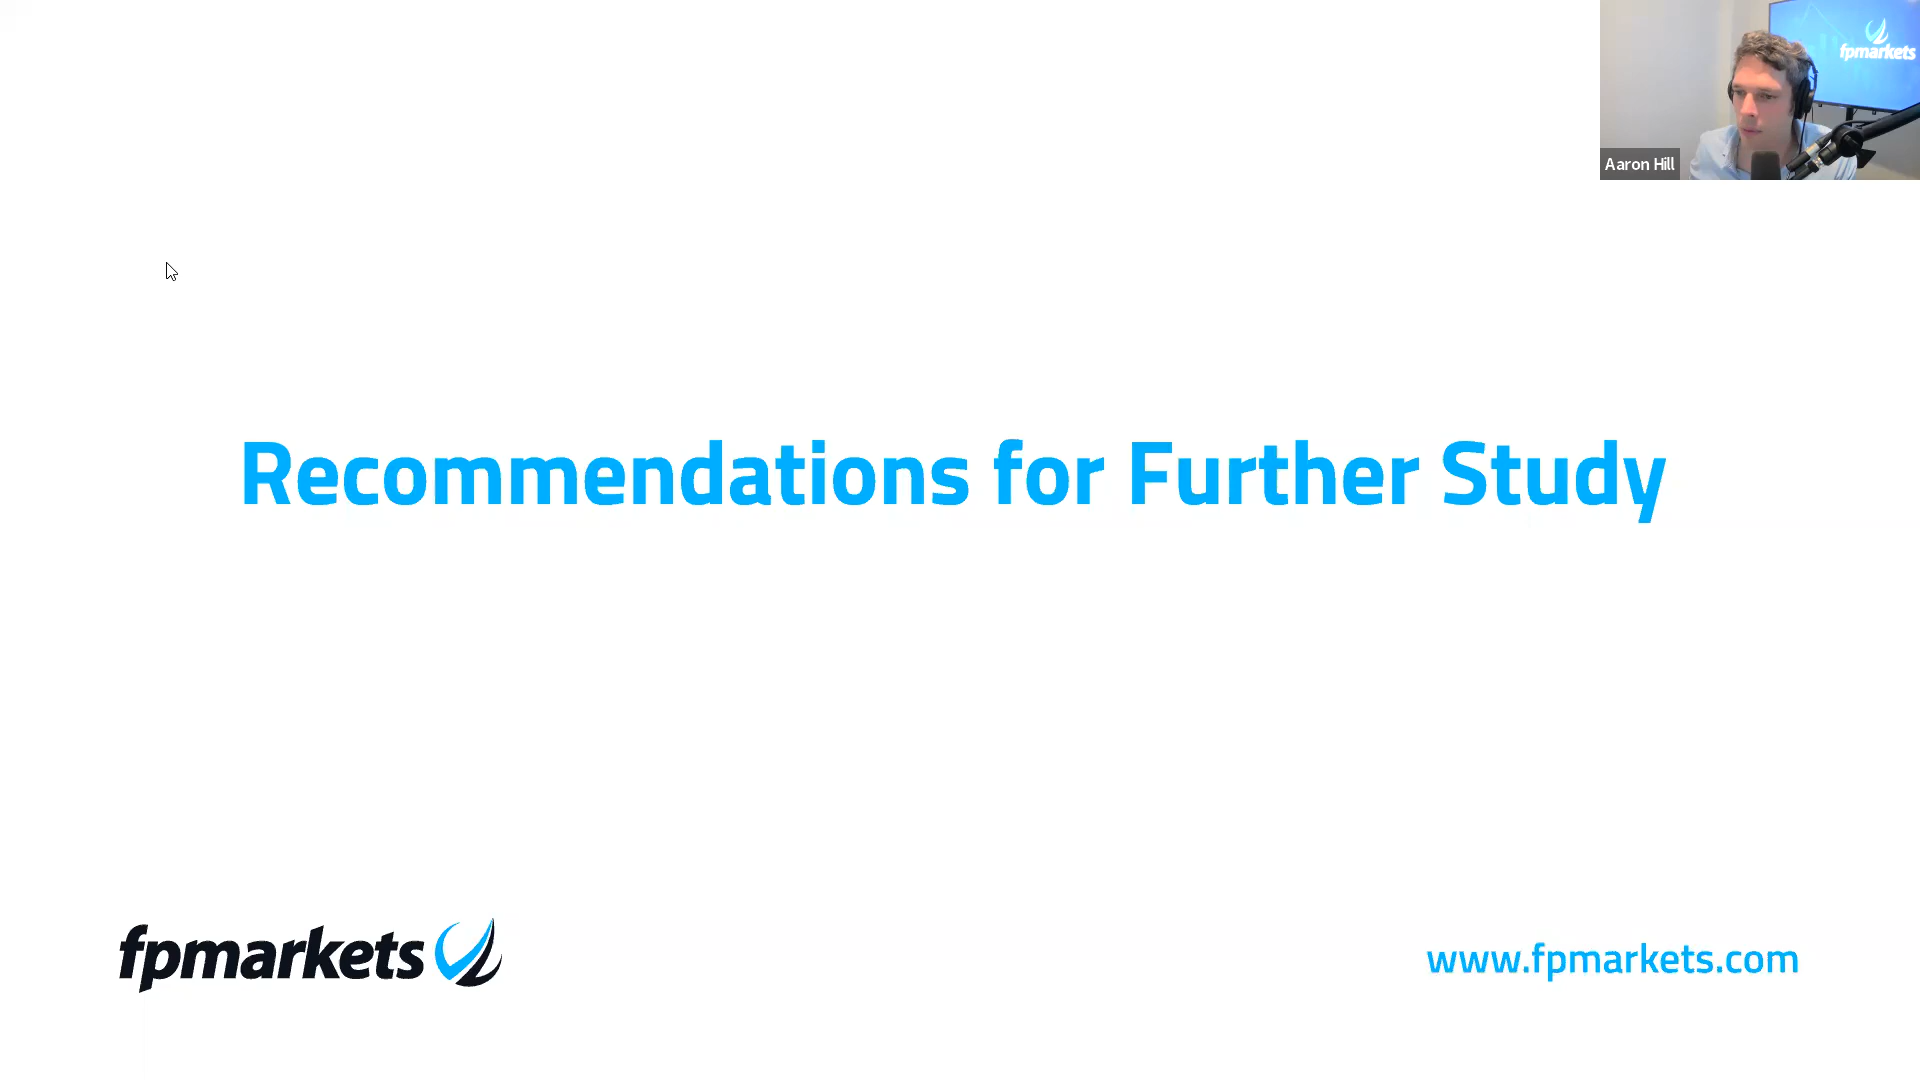 fpmarkets
Aaron Hill
Recommendations for Further Study
fpmarkets
www.fpmarkets.com